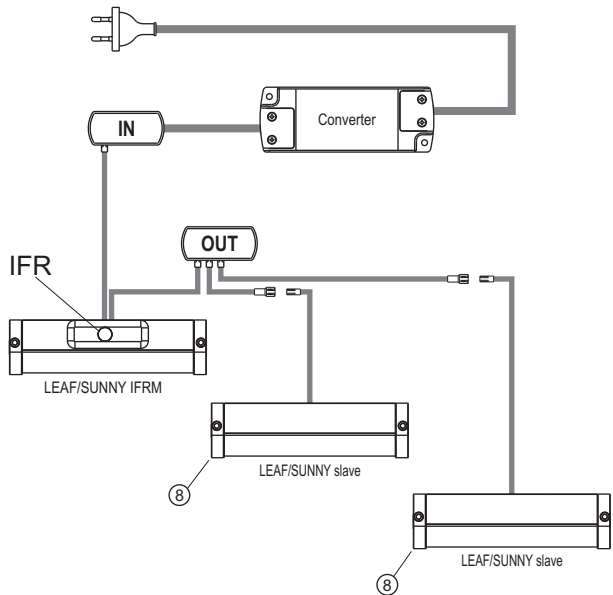 Converter
IN
OUT
IFR
LEAF/SUNNY IFRM
LEAF/SUNNY slave
8
LEAF/SUNNY slave
8